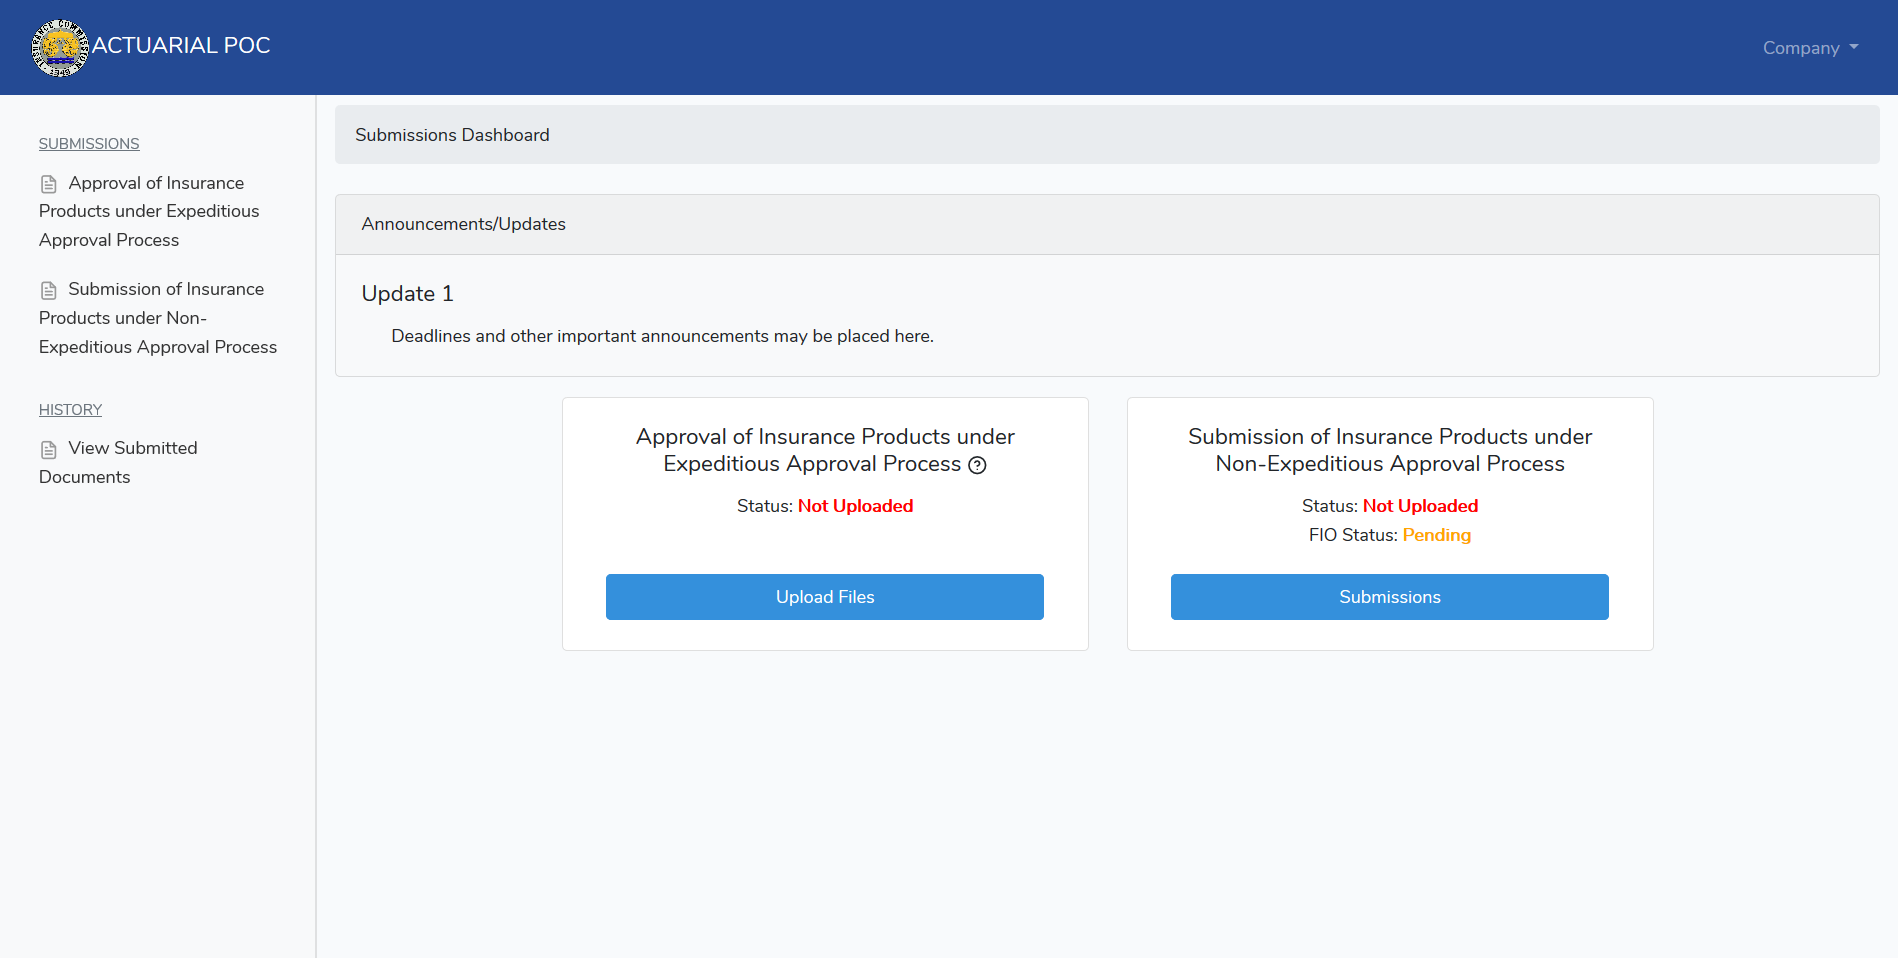 ACTUARIAL POC
Company
SUBMISSIONS
Approval of Insurance
Products under Expeditious
Approval Process
Submission of Insurance
Products under Non-
Expeditious Approval Process
HISTORY
View Submitted
Documents
Submissions Dashboard
Announcements/Updates
Update 1
Deadlines and other important announcements may be placed here.
Approval of Insurance Products under
Expeditious Approval Process
Status: Not Uploaded
Upload Files
Submission of Insurance Products under
Non-Expeditious Approval Process
Status: Not Uploaded
FIO Status: Pending
Submissions